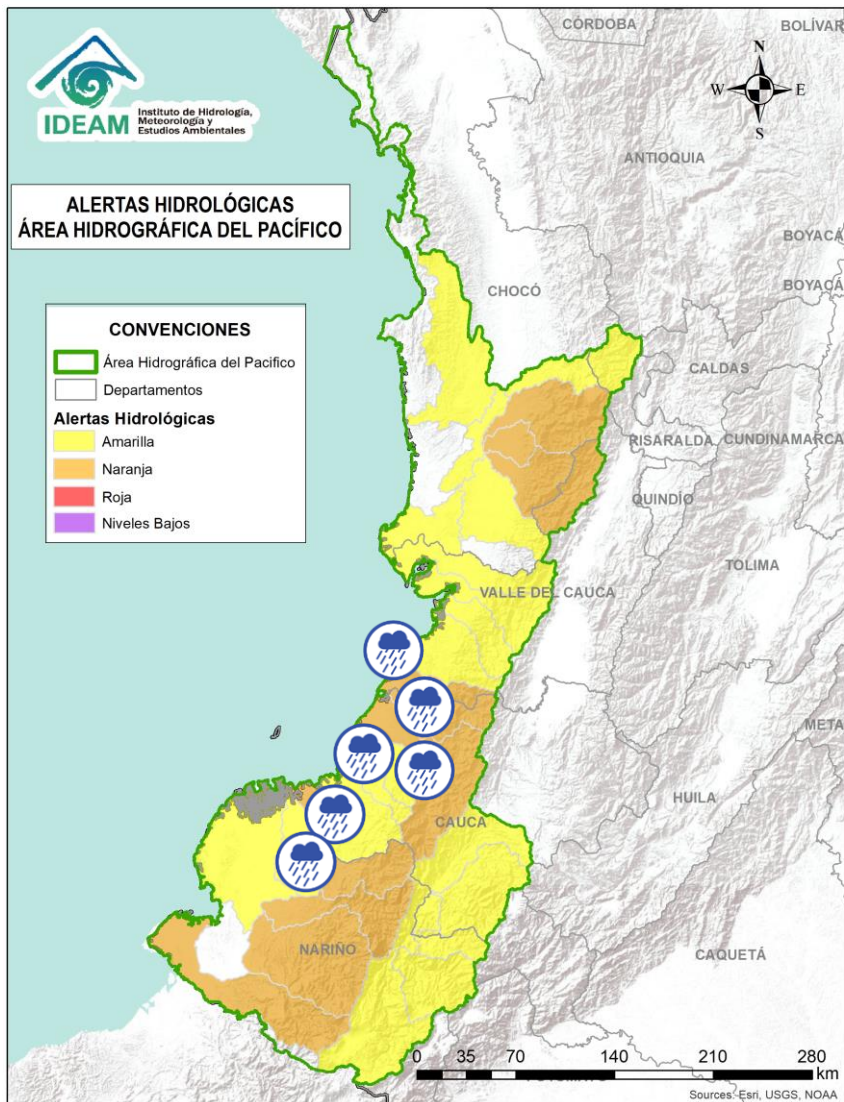 CÓRDOBA
BOLÍVAR
IDEAM
Instituto de Hidrología,
Meteorología y
Estudios Ambientales
N
W E
S
ANTIOQUIA
ALERTAS HIDROLÓGICAS
ÁREA HIDROGRÁFICA DEL PACÍFICO
BOYACÁ
BOYACÁ
CHOCÓ
CONVENCIONES
Área Hidrográfica del Pacifico
Departamentos
Alertas Hidrológicas
Amarilla
Naranja
Roja
Niveles Bajos
CALDAS
RISARALDA
CUNDINAMARCA
QUINDÍO
TOLIMA
VALLE DEL CAUCA
META
HUILA
CAUCA
NARIÑO
CAQUETÁ
0 35 70 140 210 280
km
Sources: Esri, USGS, NOAA